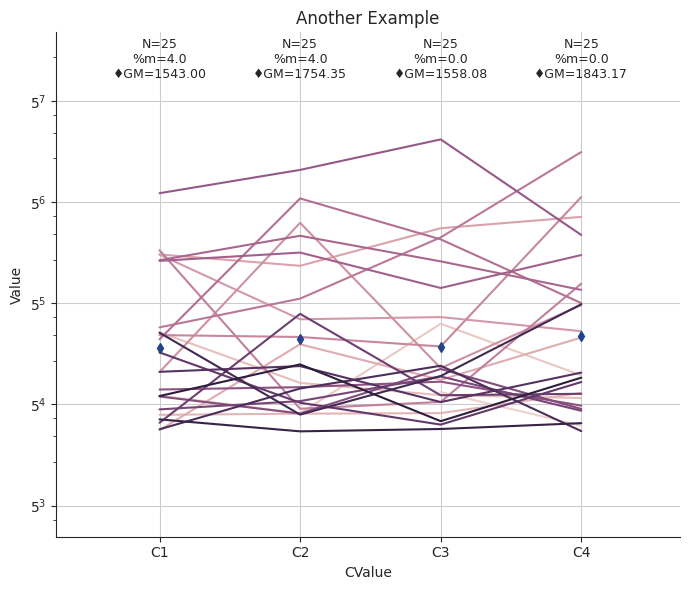 Another Example
N=25 N=25 N=25 N=25
%m=4.0 %m=4.0 %m=0.0 %m=0.0
♦GM=1543.00 ♦GM=1754.35 ♦GM=1558.08 ♦GM=1843.17
5⁷
5⁶
5⁵
5⁴
5³
Value
C1 C2 C3 C4
CValue